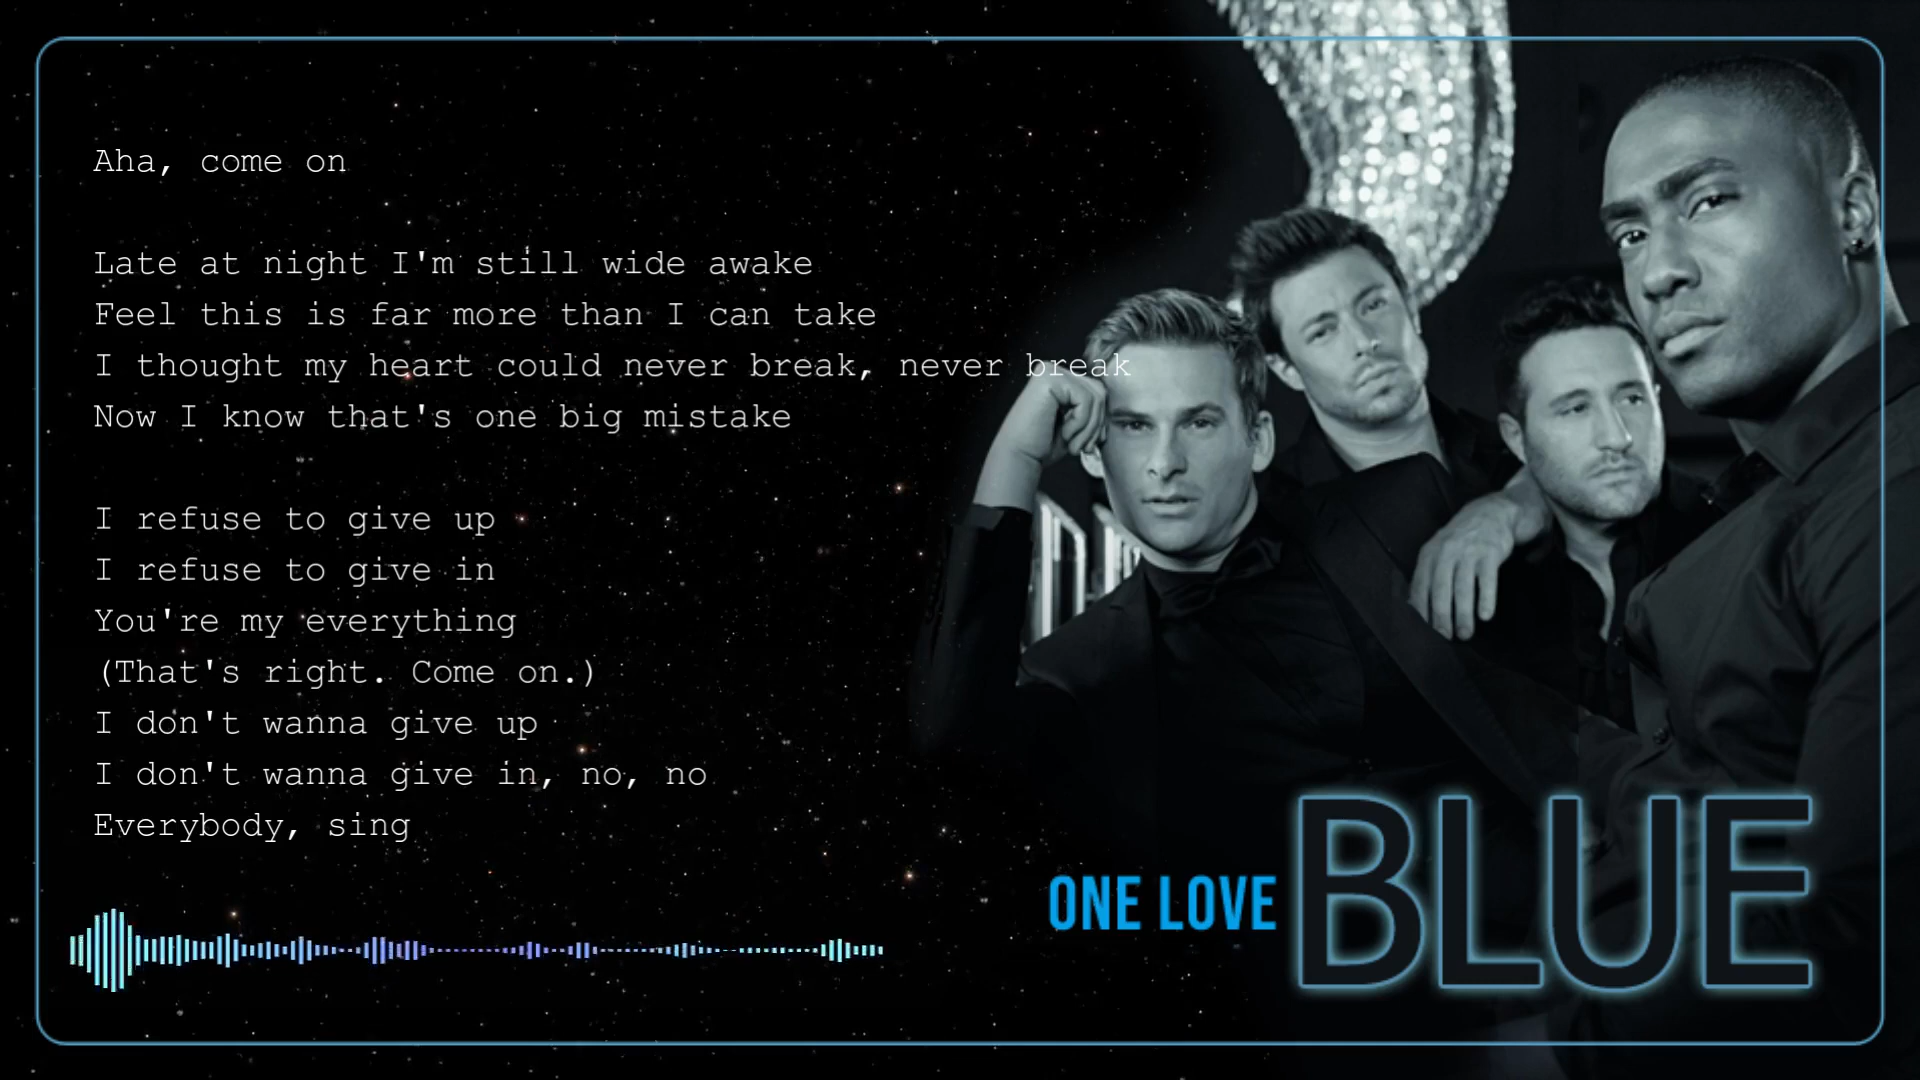 Aha, come on
Late at night I'm still wide awake
Feel this is far more than I can take
I thought my heart could never break, never break
Now I know that's one big mistake
I refuse to give up
I refuse to give in
You're my everything
(That's right. Come on.)
I don't wanna give up
I don't wanna give in, no, no
Everybody, sing
ONE LOVE BLUE